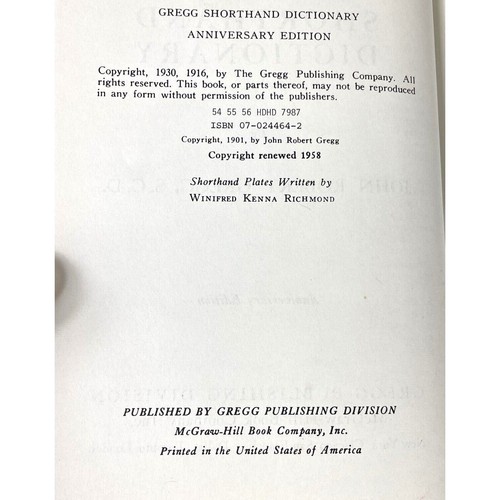 GREGG SHORTHAND DICTIONARY
ANNIVERSARY EDITION
Copyright, 1930, 1916, by The Gregg Publishing Company. All
rights reserved. This book, or parts thereof, may not be reproduced
in any form without permission of the publishers.
54 55 56 HDHD 7987
ISBN 07-024464-2
Copyright, 1901, by John Robert Gregg
Copyright renewed 1958
Shorthand Plates Written by
WINIFRED KENNA RICHMOND
PUBLISHED BY GREGG PUBLISHING DIVISION
McGraw-Hill Book Company, Inc.
Printed in the United States of America